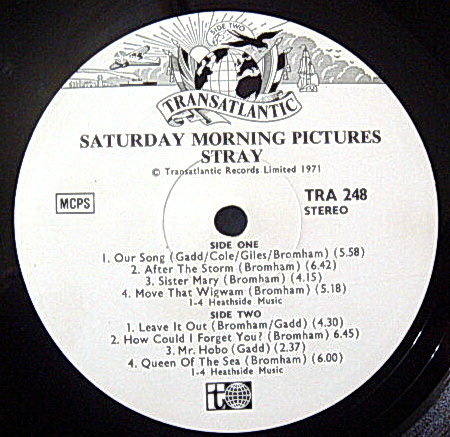 SIDE TWO
TRANSATLANTIC
SATURDAY MORNING PICTURES
STRAY
© Transatlantic Records Limited 1971
MCPS
TRA 248
STEREO
SIDE ONE
1. Our Song (Gadd/Cole/Giles/Bromham) (5.58)
2. After The Storm (Bromham) (6.42)
3. Sister Mary (Bromham) (4.15)
4. Move That Wigwam (Bromham) (5.18)
1-4 Heathside Music
SIDE TWO
1. Leave It Out (Bromham/Gadd) (4.30)
2. How Could I Forget You? (Bromham) 6.45)
3. Mr. Hobo (Gadd) (2.37)
4. Queen Of The Sea (Bromham) (6.00)
1-4 Heathside Music
t